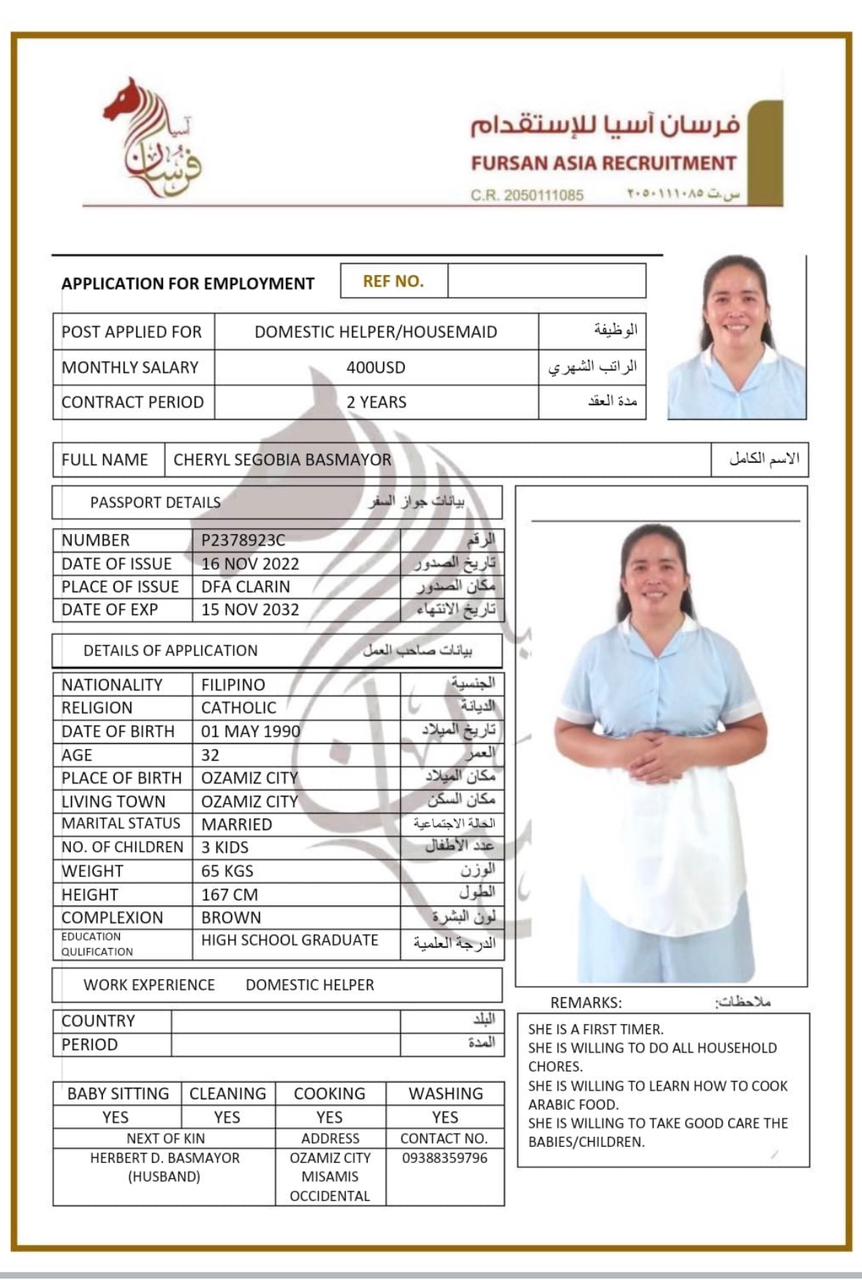 آسيا
فرسان
فرسان آسيا للإستقدام
FURSAN ASIA RECRUITMENT
C.R. 2050111085 س.ت ٢٠٥٠١١١٠٨٥
APPLICATION FOR EMPLOYMENT REF NO.
POST APPLIED FOR DOMESTIC HELPER/HOUSEMAID الوظيفة
MONTHLY SALARY 400USD الراتب الشهري
CONTRACT PERIOD 2 YEARS مدة العقد
FULL NAME CHERYL SEGOBIA BASMAYOR الاسم الكامل
PASSPORT DETAILS بيانات جواز السفر
NUMBER P2378923C الرقم
DATE OF ISSUE 16 NOV 2022 تاريخ الصدور
PLACE OF ISSUE DFA CLARIN مكان الصدور
DATE OF EXP 15 NOV 2032 تاريخ الانتهاء
DETAILS OF APPLICATION بيانات صاحب العمل
NATIONALITY FILIPINO الجنسية
RELIGION CATHOLIC الديانة
DATE OF BIRTH 01 MAY 1990 تاريخ الميلاد
AGE 32 العمر
PLACE OF BIRTH OZAMIZ CITY مكان الميلاد
LIVING TOWN OZAMIZ CITY مكان السكن
MARITAL STATUS MARRIED الحالة الاجتماعية
NO. OF CHILDREN 3 KIDS عدد الأطفال
WEIGHT 65 KGS الوزن
HEIGHT 167 CM الطول
COMPLEXION BROWN لون البشرة
EDUCATION QULIFICATION HIGH SCHOOL GRADUATE الدرجة العلمية
WORK EXPERIENCE DOMESTIC HELPER
COUNTRY البلد
PERIOD المدة
BABY SITTING CLEANING COOKING WASHING
YES YES YES YES
NEXT OF KIN ADDRESS CONTACT NO.
HERBERT D. BASMAYOR OZAMIZ CITY 09388359796
(HUSBAND) MISAMIS
OCCIDENTAL
REMARKS: ملاحظات:
SHE IS A FIRST TIMER.
SHE IS WILLING TO DO ALL HOUSEHOLD
CHORES.
SHE IS WILLING TO LEARN HOW TO COOK
ARABIC FOOD.
SHE IS WILLING TO TAKE GOOD CARE THE
BABIES/CHILDREN.